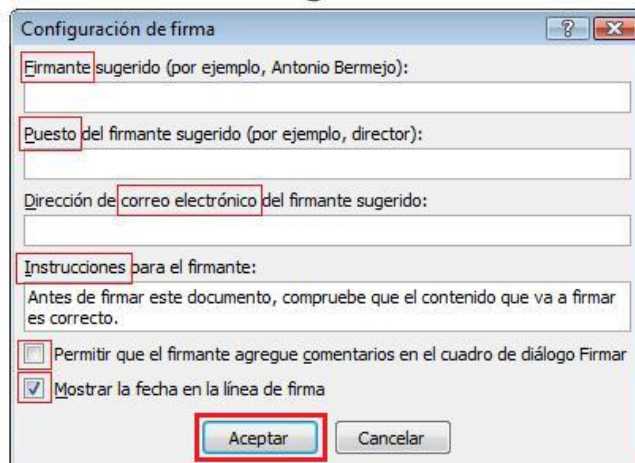 Configuración de firma
Firmante sugerido (por ejemplo, Antonio Bermejo):
Puesto del firmante sugerido (por ejemplo, director):
Dirección de correo electrónico del firmante sugerido:
Instrucciones para el firmante:
Antes de firmar este documento, compruebe que el contenido que va a firmar
es correcto.
Permitir que el firmante agregue comentarios en el cuadro de diálogo Firmar
Mostrar la fecha en la línea de firma
Aceptar Cancelar